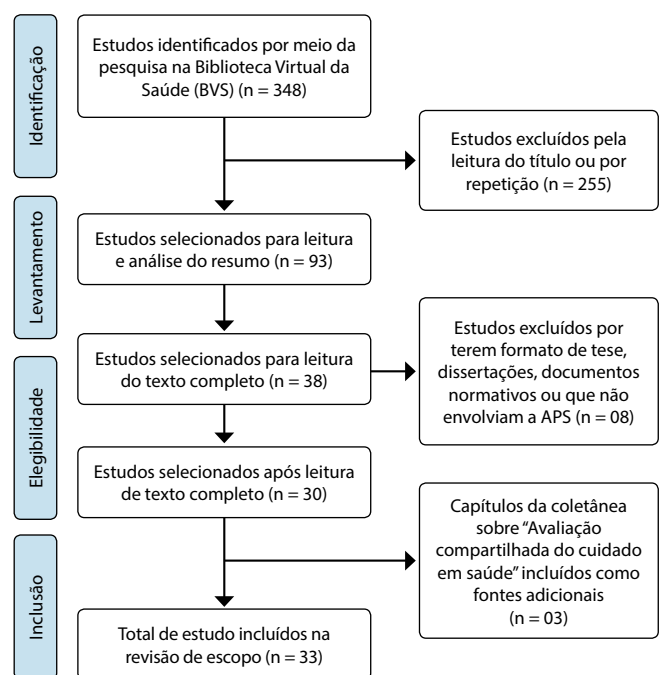 Identificação
Estudos identificados por meio da
pesquisa na Biblioteca Virtual da
Saúde (BVS) (n = 348)
Estudos excluídos pela
leitura do título ou por
repetição (n = 255)
Levantamento
Estudos selecionados para leitura
e análise do resumo (n = 93)
Estudos selecionados para leitura
do texto completo (n = 38)
Estudos excluídos por
terem formato de tese,
dissertações, documentos
normativos ou que não
envolviam a APS (n = 08)
Elegibilidade
Estudos selecionados após leitura
de texto completo (n = 30)
Capítulos da coletânea
sobre “Avaliação
compartilhada do cuidado
em saúde” incluídos como
fontes adicionais
(n = 03)
Inclusão
Total de estudo incluídos na
revisão de escopo (n = 33)